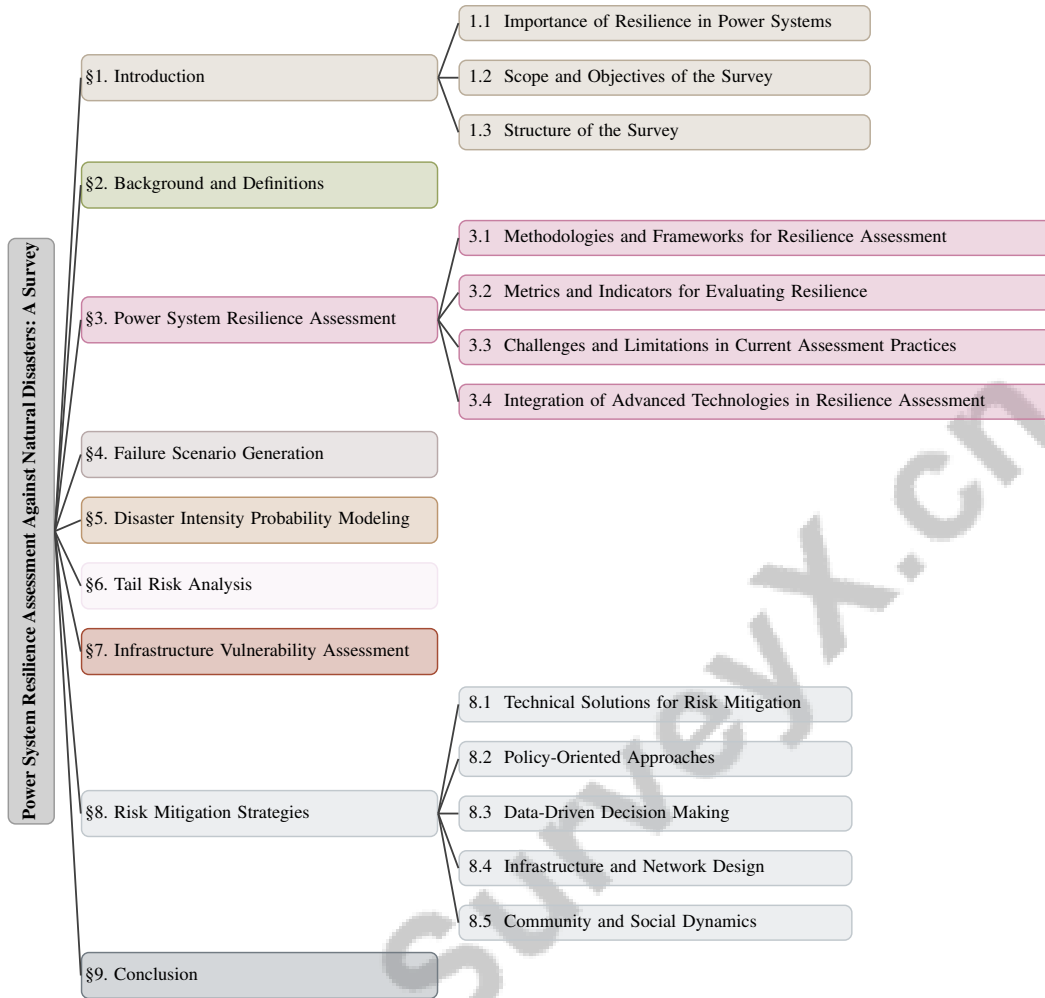 Power System Resilience Assessment Against Natural Disasters: A Survey
§1. Introduction
1.1 Importance of Resilience in Power Systems
1.2 Scope and Objectives of the Survey
1.3 Structure of the Survey
§2. Background and Definitions
§3. Power System Resilience Assessment
3.1 Methodologies and Frameworks for Resilience Assessment
3.2 Metrics and Indicators for Evaluating Resilience
3.3 Challenges and Limitations in Current Assessment Practices
3.4 Integration of Advanced Technologies in Resilience Assessment
§4. Failure Scenario Generation
§5. Disaster Intensity Probability Modeling
§6. Tail Risk Analysis
§7. Infrastructure Vulnerability Assessment
§8. Risk Mitigation Strategies
8.1 Technical Solutions for Risk Mitigation
8.2 Policy-Oriented Approaches
8.3 Data-Driven Decision Making
8.4 Infrastructure and Network Design
8.5 Community and Social Dynamics
§9. Conclusion
SurveyX.cn